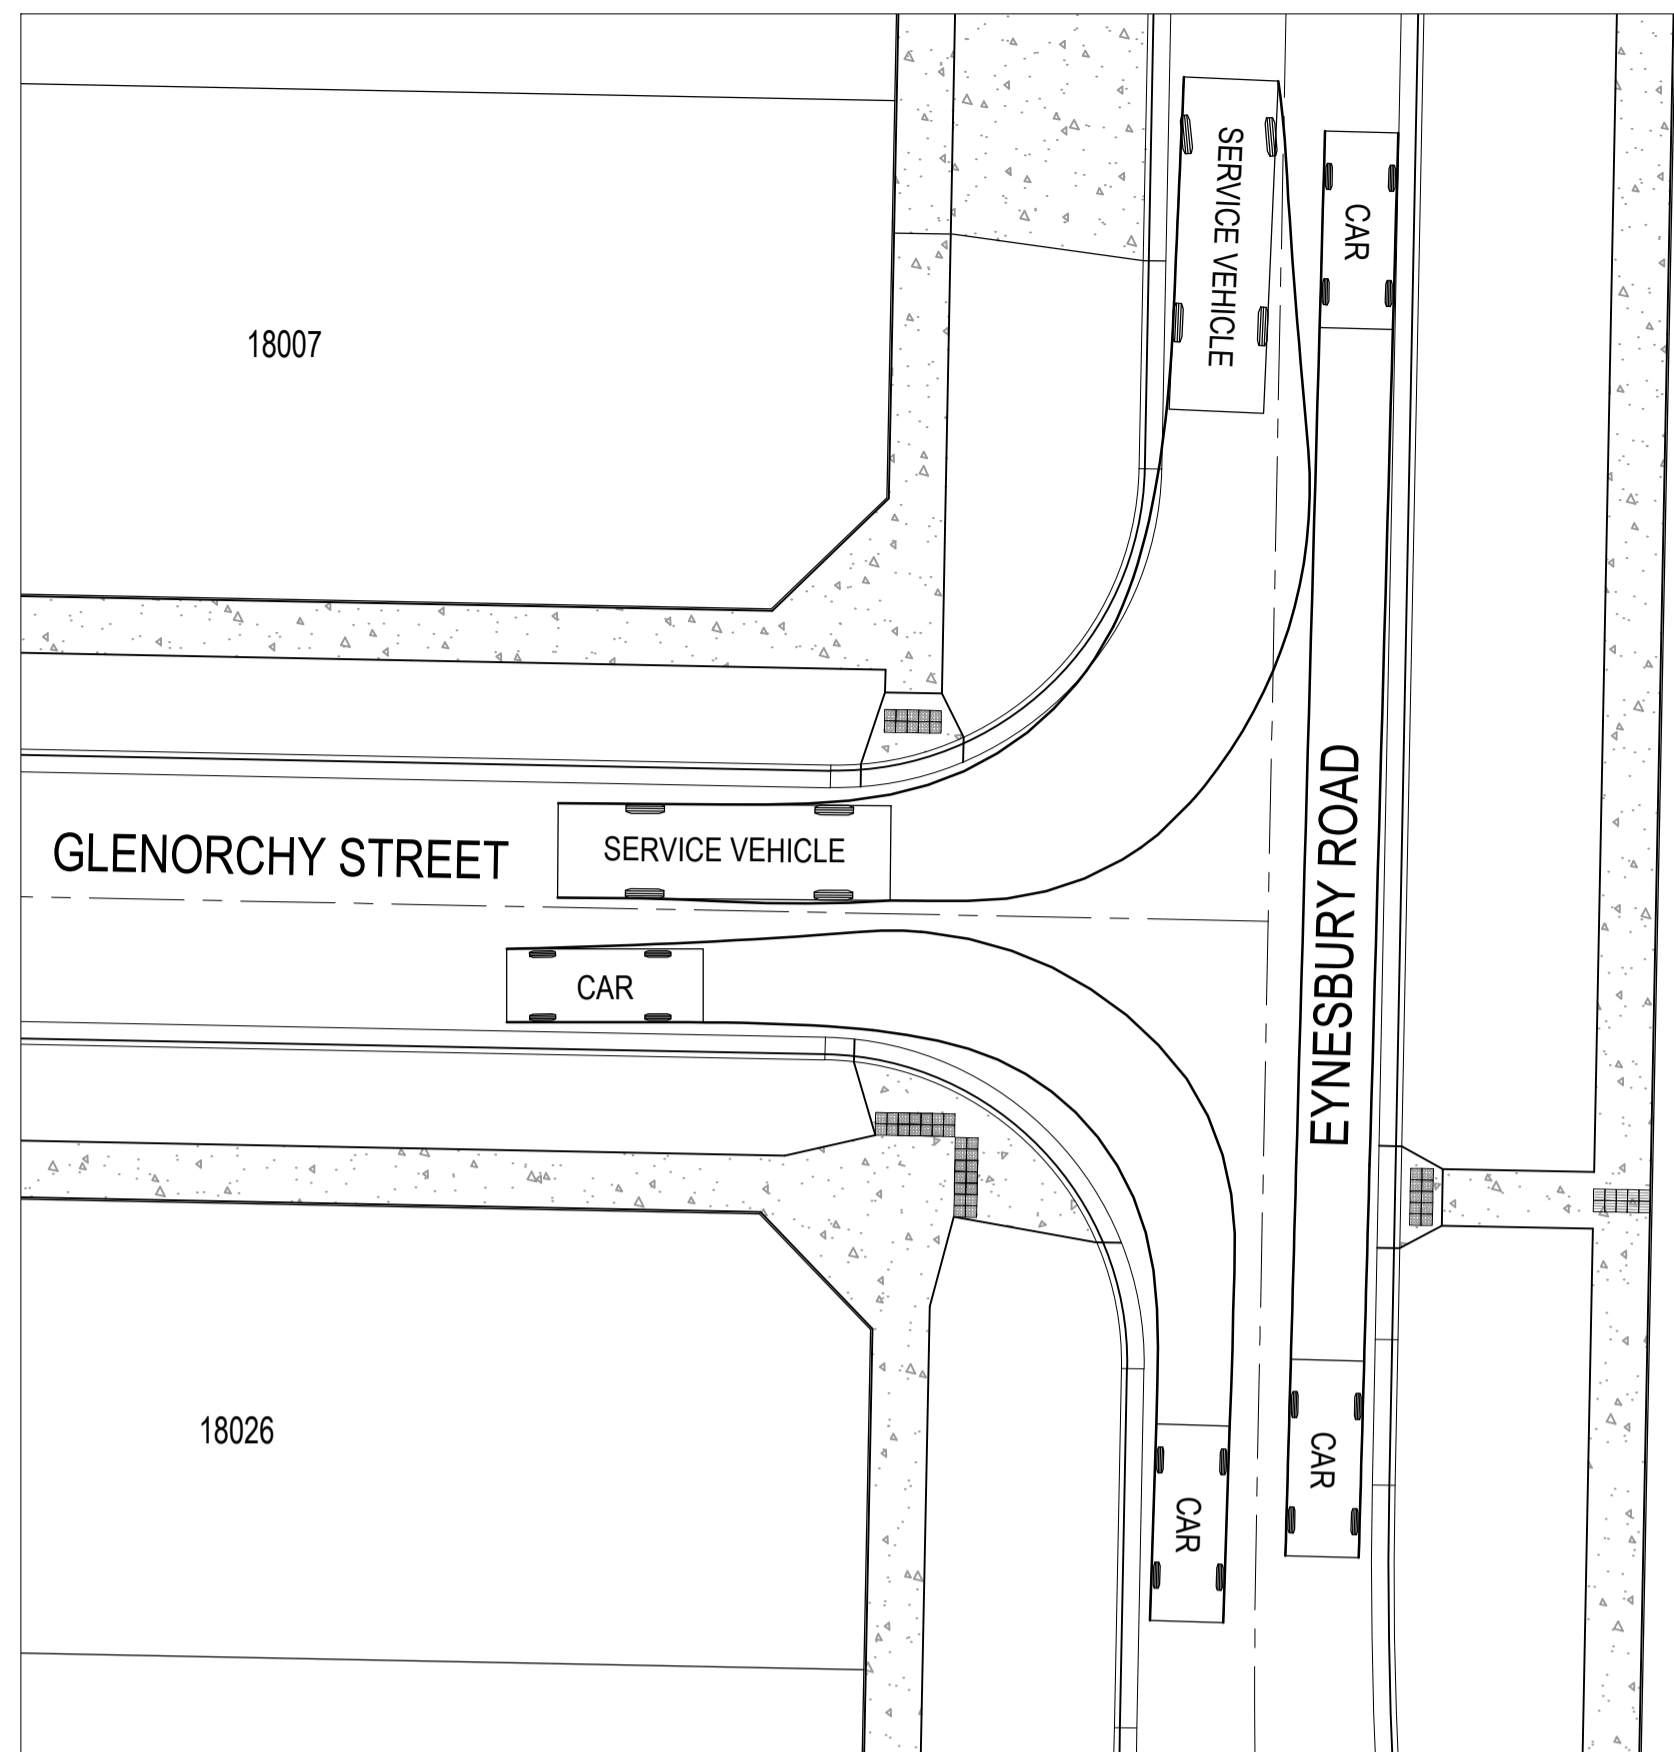 SERVICE VEHICLE
CAR
18007
GLENORCHY STREET
SERVICE VEHICLE
EYNESBURY ROAD
CAR
18026
CAR
CAR